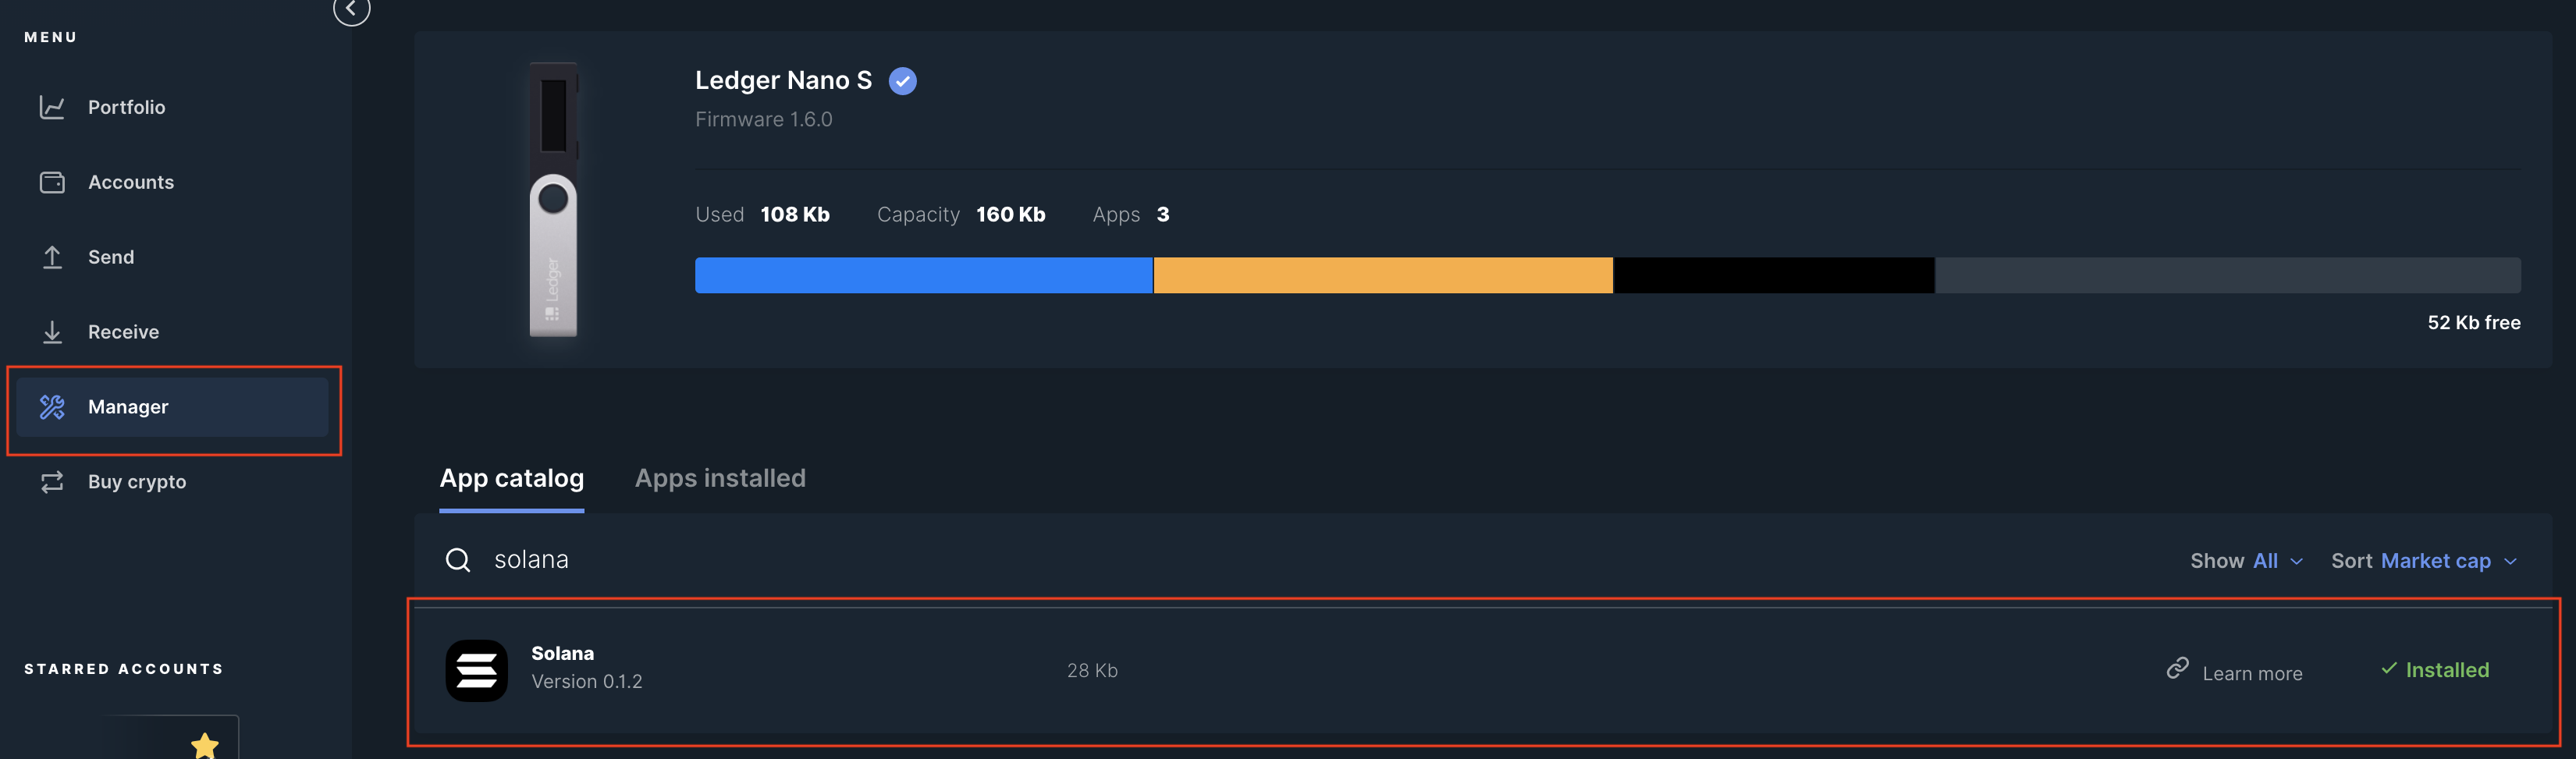 MENU
Portfolio
Accounts
Send
Receive
Manager
Buy crypto
STARRED ACCOUNTS
Ledger Nano S
Firmware 1.6.0
Used 108 Kb Capacity 160 Kb Apps 3
52 Kb free
Ledger
App catalog Apps installed
solana
Show All Sort Market cap
Solana
Version 0.1.2
28 Kb
Learn more
Installed